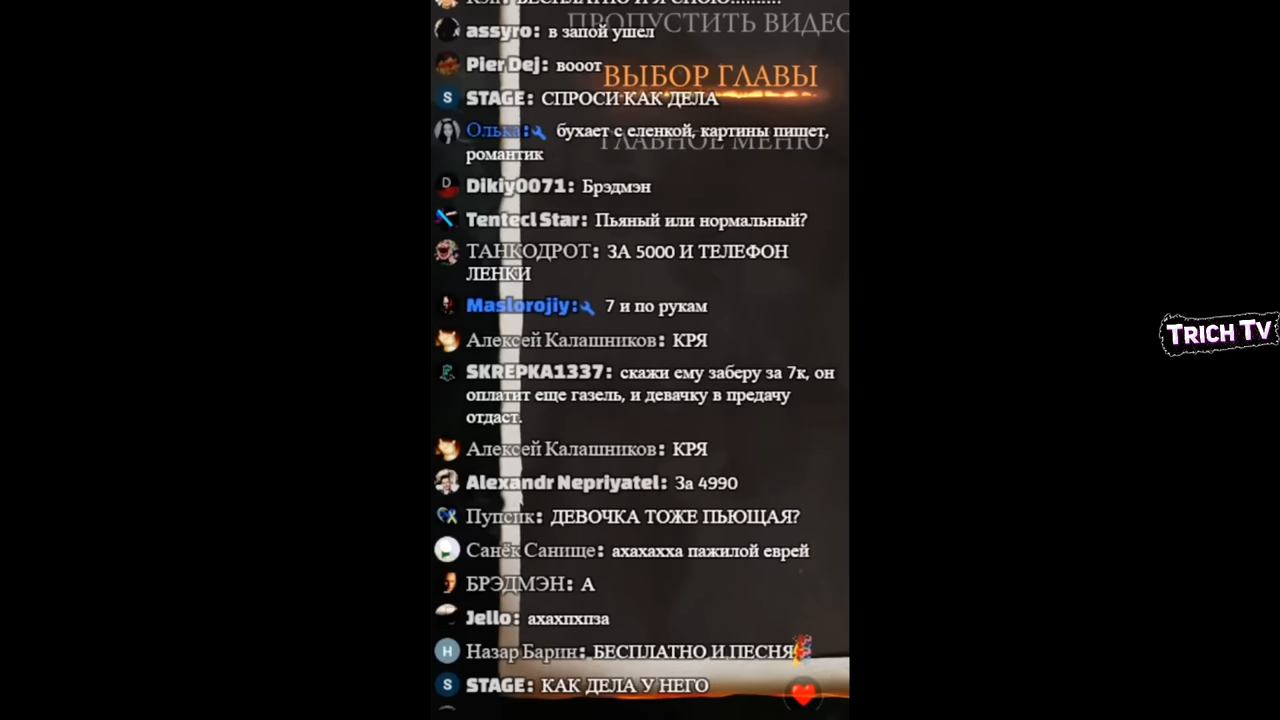 ПРОПУСТИТЬ ВИДЕО
assyro: в запой ушел
Pier Dej: вооот
ВЫБОР ГЛАВЫ
STAGE: СПРОСИ КАК ДЕЛА
Олька: бухает с еленкой, картины пишет,
ГЛАВНОЕ МЕНЮ
романтик
Dikiy0071: Брэдмэн
Tentecl Star: Пьяный или нормальный?
ТАНКОДРОТ: ЗА 5000 И ТЕЛЕФОН
ЛЕНКИ
Maslorojiy: 7 и по рукам
Алексей Калашников: КРЯ
SKREPKA1337: скажи ему заберу за 7к, он
оплатит еще газель, и девачку в предачу
отдаст.
Алексей Калашников: КРЯ
Alexandr Nepriyatel: За 4990
Пупсик: ДЕВОЧКА ТОЖЕ ПЬЮЩАЯ?
Санёк Санище: ахахахха пажилой еврей
БРЭДМЭН: А
Jello: ахахпхпза
Назар Барин: БЕСПЛАТНО И ПЕСНЯ
STAGE: КАК ДЕЛА У НЕГО
TRICH TV